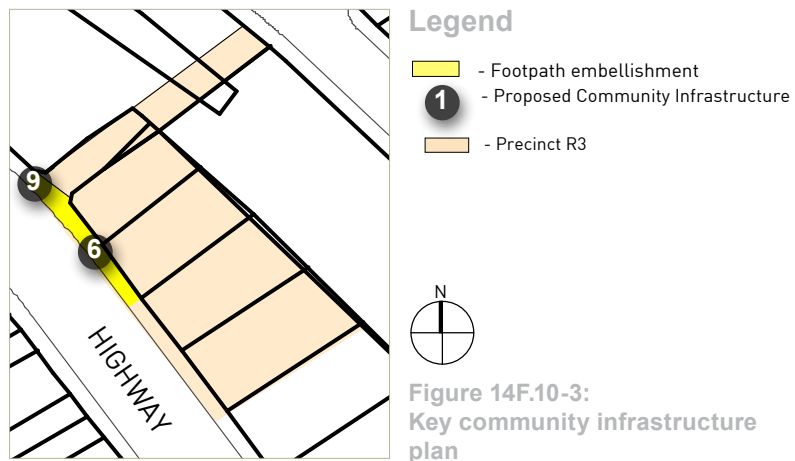 9
6
HIGHWAY
Legend
- Footpath embellishment
1 - Proposed Community Infrastructure
- Precinct R3
N
Figure 14F.10-3:
Key community infrastructure
plan